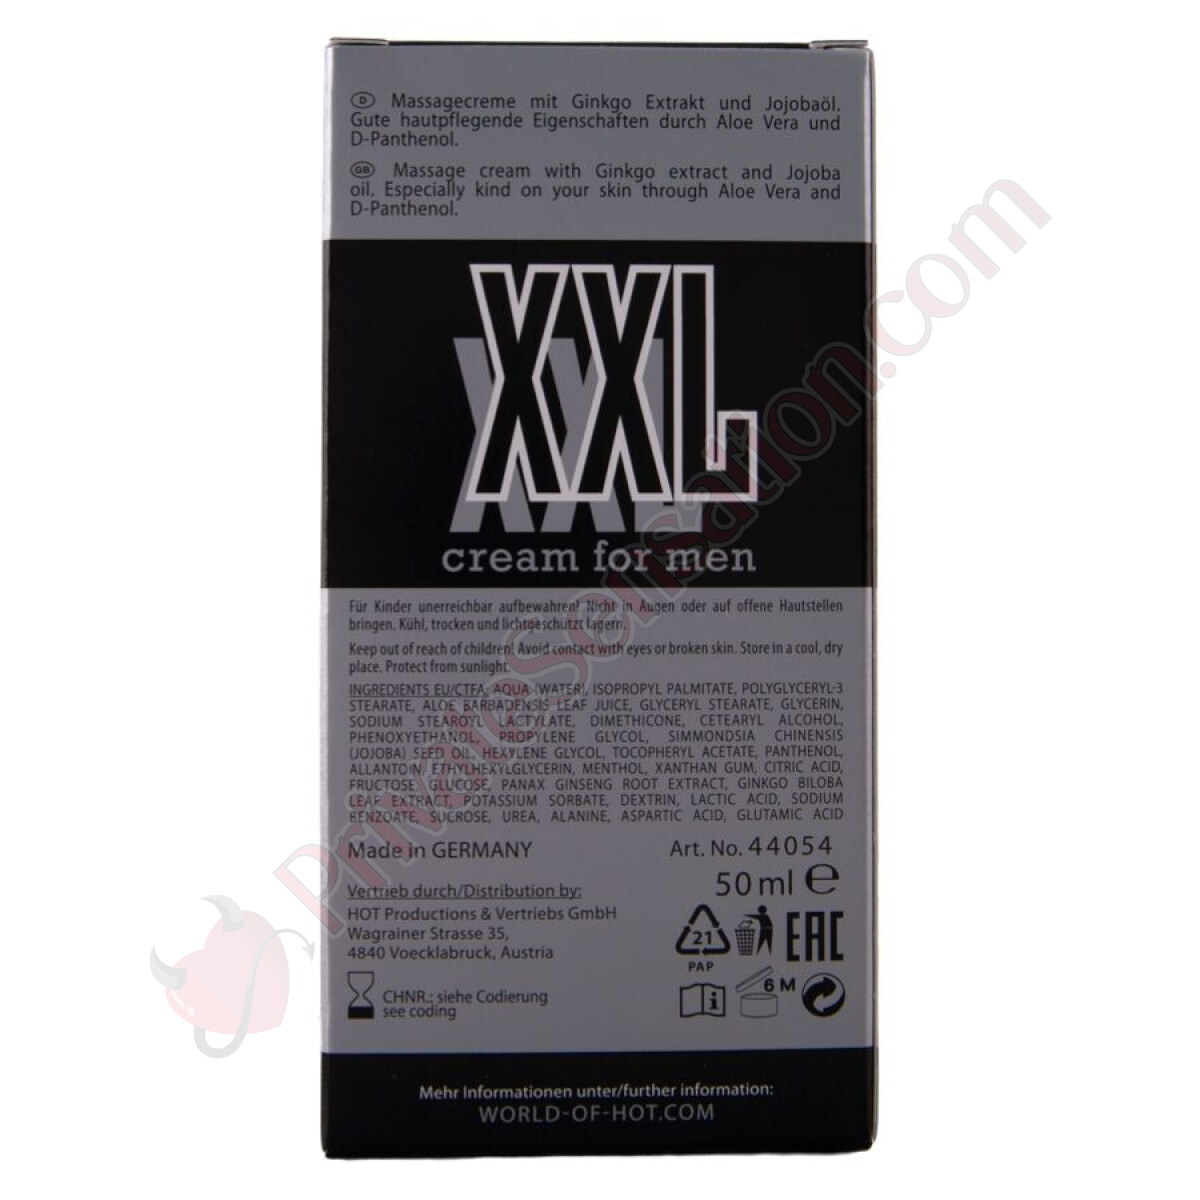 D Massagecreme mit Ginkgo Extrakt und Jojobaöl.
Gute hautpflegende Eigenschaften durch Aloe Vera und
D-Panthenol.
GB Massage cream with Ginkgo extract and Jojoba
oil. Especially kind on your skin through Aloe Vera and
D-Panthenol.
XXL
XXL
cream for men
Für Kinder unerreichbar aufbewahren! Nicht in Augen oder auf offene Hautstellen
bringen. Kühl, trocken und lichtgeschützt lagern.
Keep out of reach of children! Avoid contact with eyes or broken skin. Store in a cool, dry
place. Protect from sunlight.
INGREDIENTS EU/CTFA: AQUA (WATER), ISOPROPYL PALMITATE, POLYGLYCERYL-3
STEARATE, ALOE BARBADENSIS LEAF JUICE, GLYCERYL STEARATE, GLYCERIN,
SODIUM STEAROYL LACTYLATE, DIMETHICONE, CETEARYL ALCOHOL,
PHENOXYETHANOL, PROPYLENE GLYCOL, SIMMONDSIA CHINENSIS
(JOJOBA) SEED OIL, HEXYLENE GLYCOL, TOCOPHERYL ACETATE, PANTHENOL,
ALLANTOIN, ETHYLHEXYLGLYCERIN, MENTHOL, XANTHAN GUM, CITRIC ACID,
FRUCTOSE, GLUCOSE, PANAX GINSENG ROOT EXTRACT, GINKGO BILOBA
LEAF EXTRACT, POTASSIUM SORBATE, DEXTRIN, LACTIC ACID, SODIUM
BENZOATE, SUCROSE, UREA, ALANINE, ASPARTIC ACID, GLUTAMIC ACID
Made in GERMANY
Art. No. 44054
50 ml e
Vertrieb durch/Distribution by:
HOT Productions & Vertriebs GmbH
Wagrainer Strasse 35,
4840 Voecklabruck, Austria
21
PAP
EAC
CHNR.: siehe Codierung
see coding
i
6 M
Mehr Informationen unter/further information:
WORLD-OF-HOT.COM
PrivateSensation.com